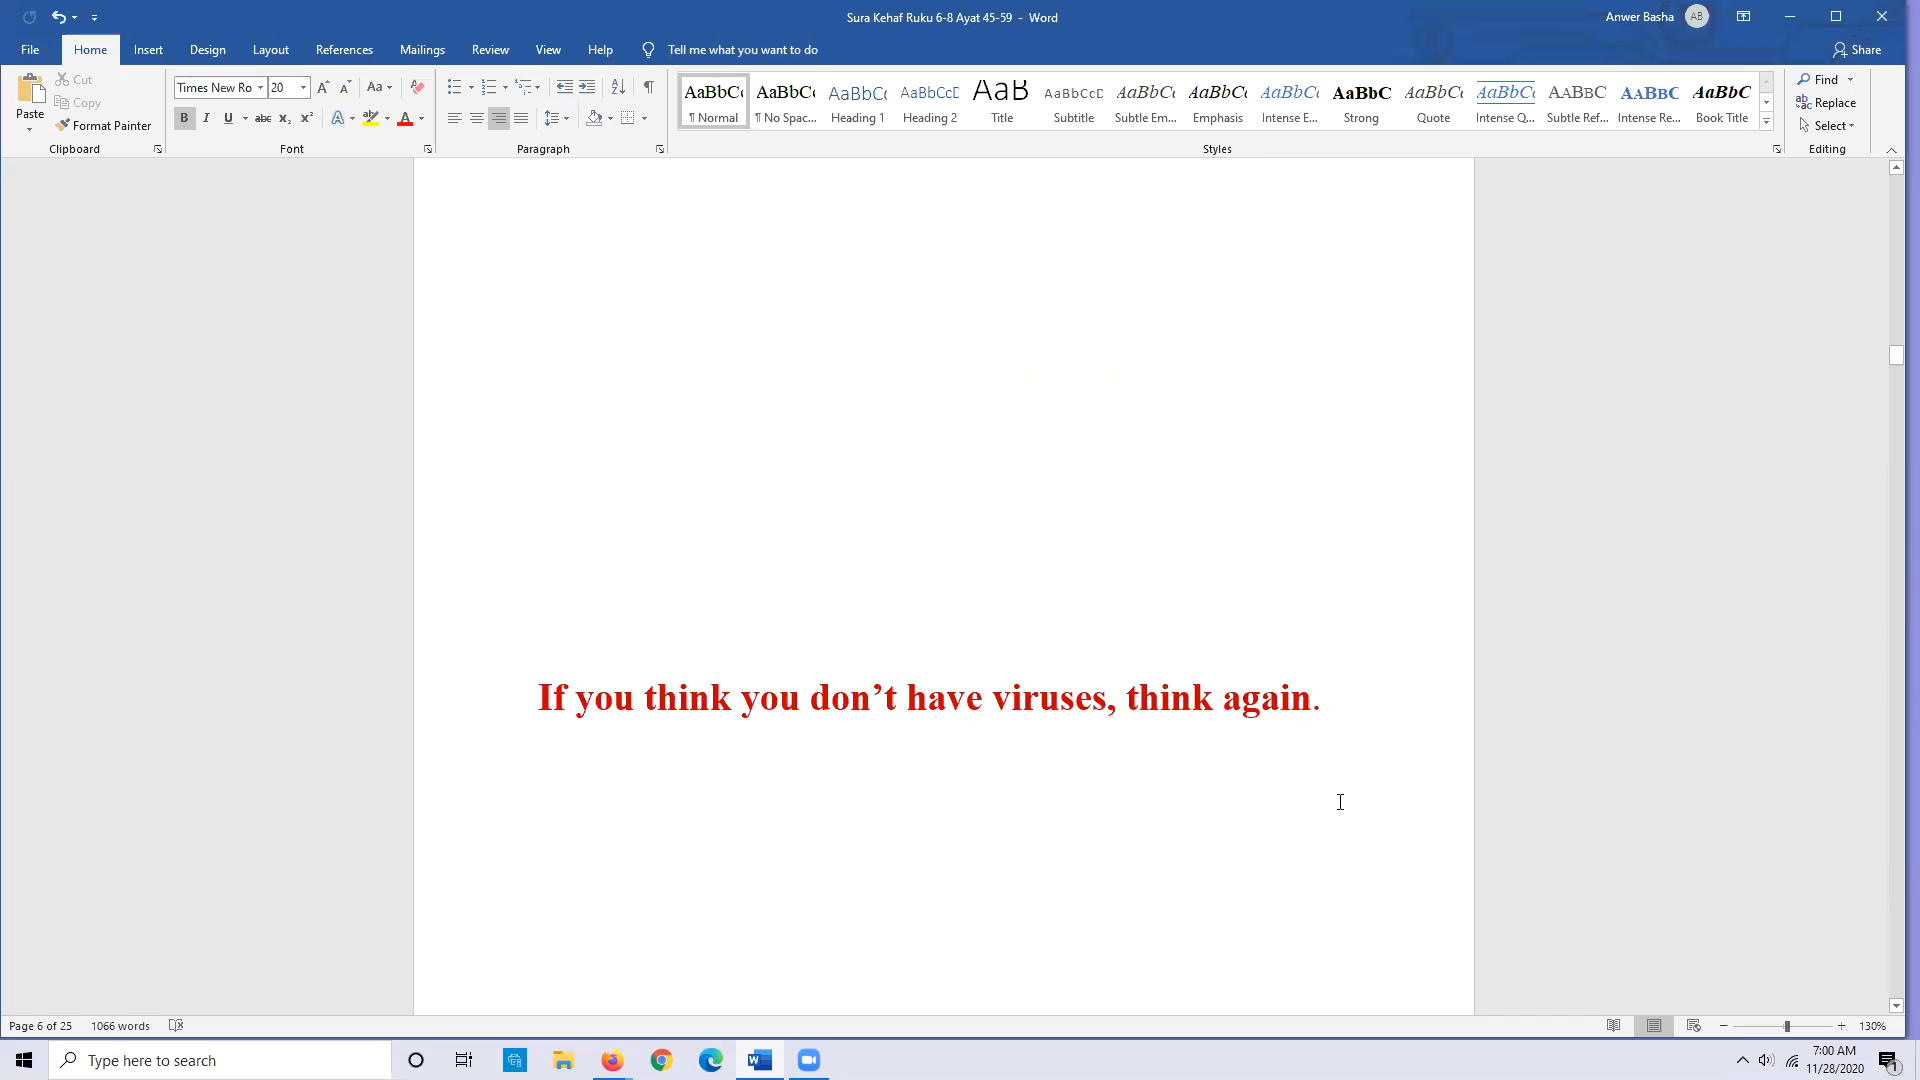 Sura Kehaf Ruku 6-8 Ayat 45-59 - Word
Anwer Basha
AB
File
Home
Insert
Design
Layout
References
Mailings
Review
View
Help
Tell me what you want to do
Share
Paste
Cut
Copy
Format Painter
Clipboard
Times New Ro
20
Font
Paragraph
AaBbCc
¶ Normal
AaBbCc
¶ No Spac...
AaBbCc
Heading 1
AaBbCcD
Heading 2
AaB
Title
AaBbCcD
Subtitle
AaBbCc
Subtle Em...
AaBbCc
Emphasis
AaBbCc
Intense E...
AaBbC
Strong
AaBbCc
Quote
AaBbCc
Intense Q...
AaBbC
Subtle Ref...
AaBbC
Intense Re...
AaBbC
Book Title
Styles
Find
Replace
Select
Editing
If you think you don’t have viruses, think again.
Page 6 of 25
1066 words
130%
Type here to search
7:00 AM
11/28/2020
1